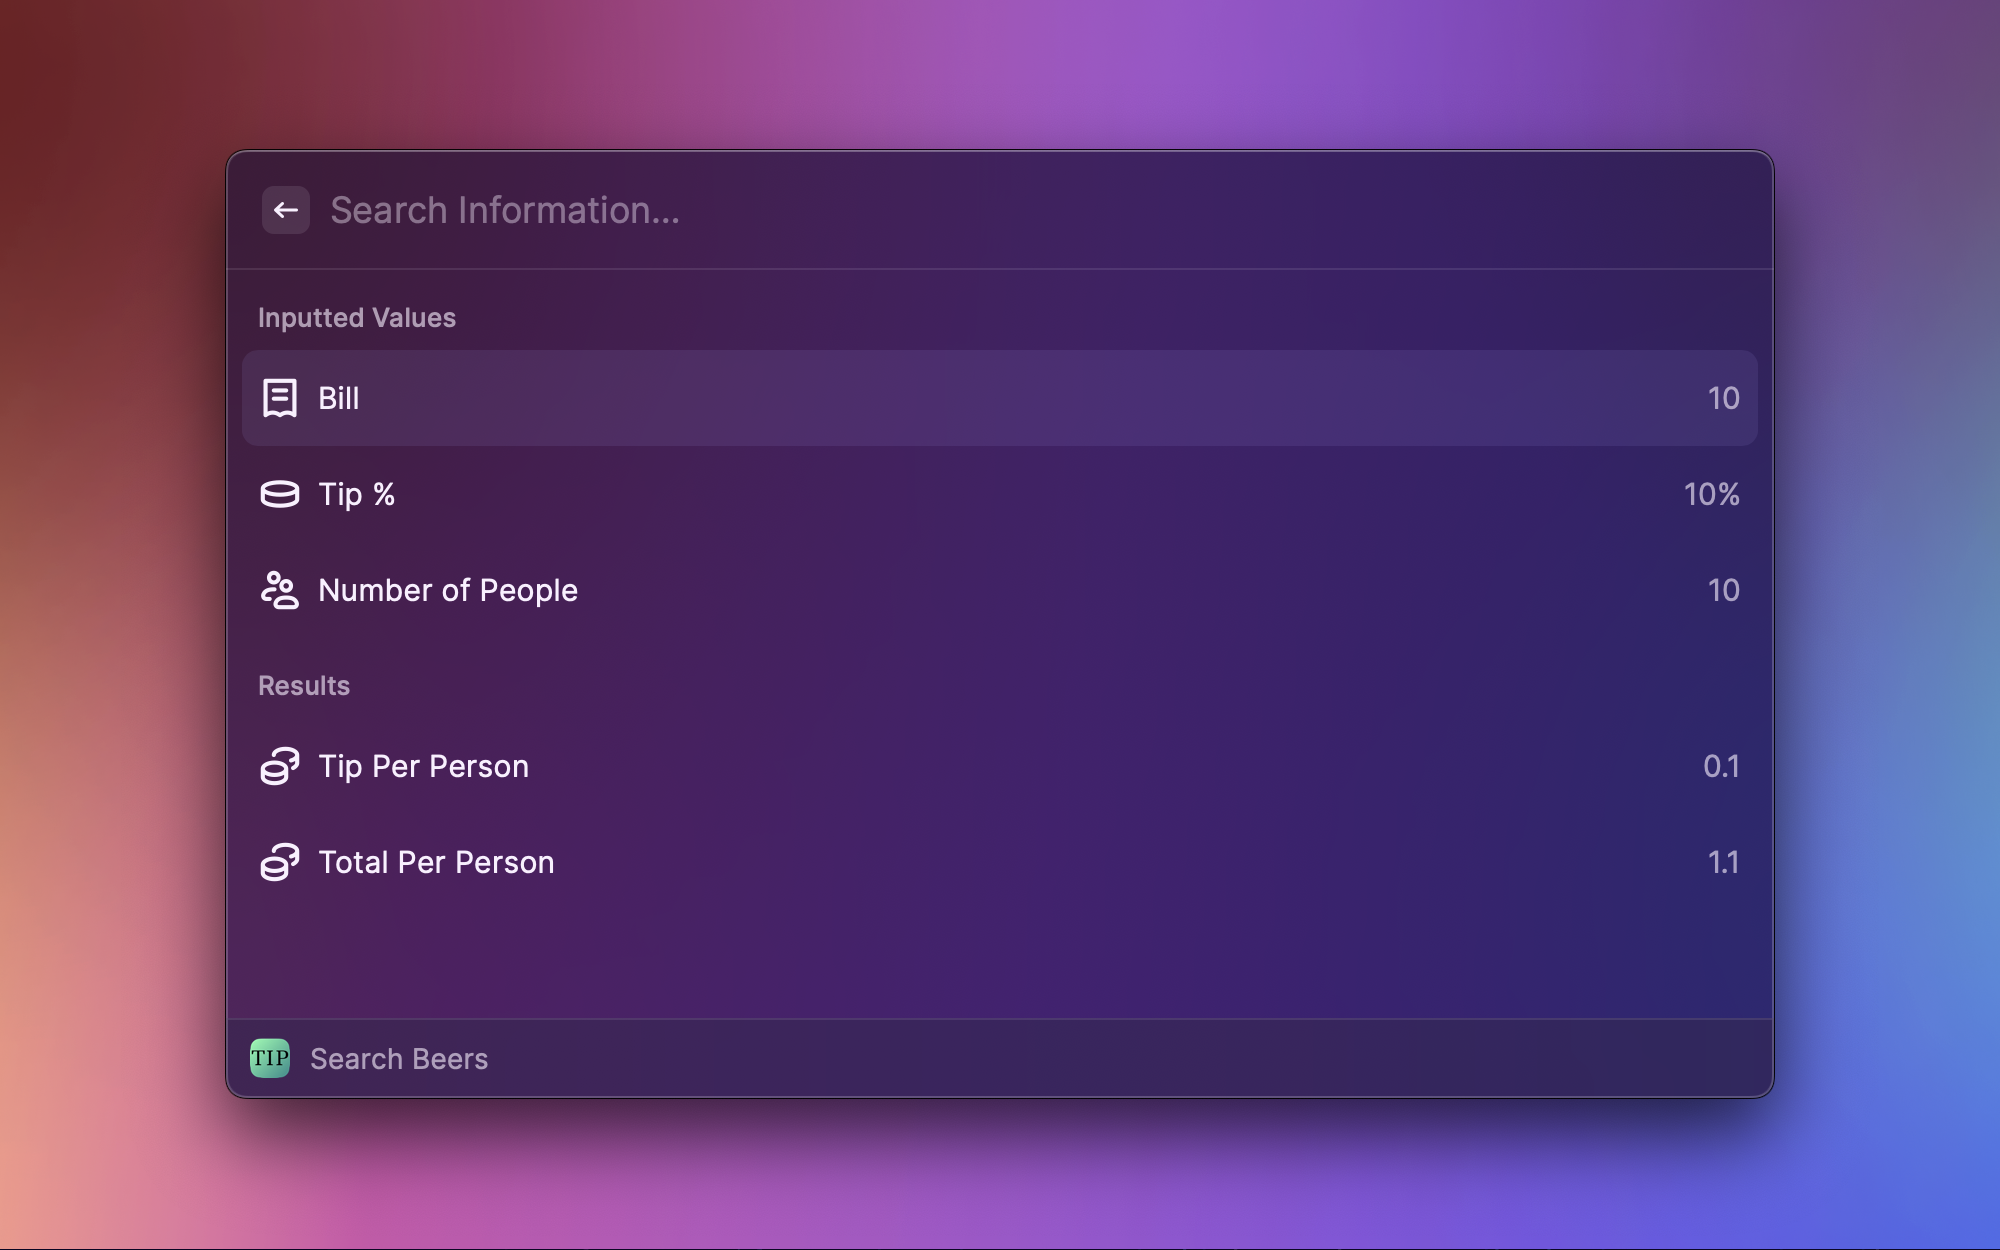 Search Information...
Inputted Values
Bill 10
Tip % 10%
Number of People 10
Results
Tip Per Person 0.1
Total Per Person 1.1
TIP Search Beers